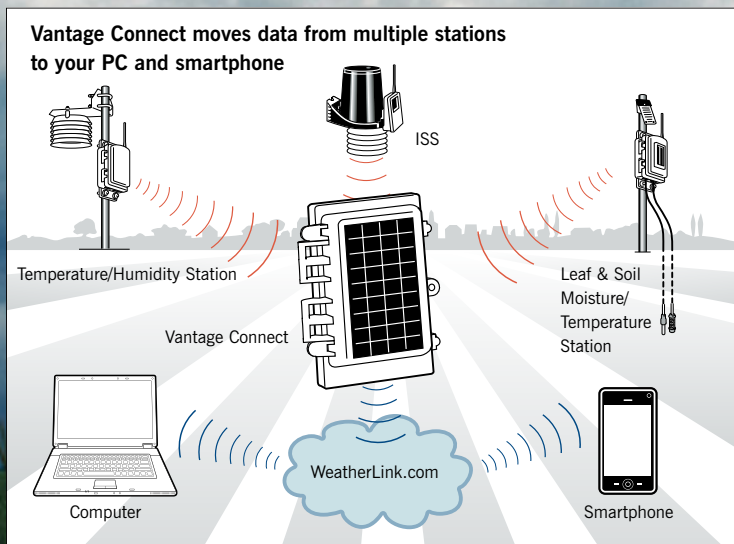 Vantage Connect moves data from multiple stations
to your PC and smartphone
ISS
Temperature/Humidity Station
Leaf & Soil
Moisture/
Temperature
Station
Vantage Connect
WeatherLink.com
Computer
Smartphone